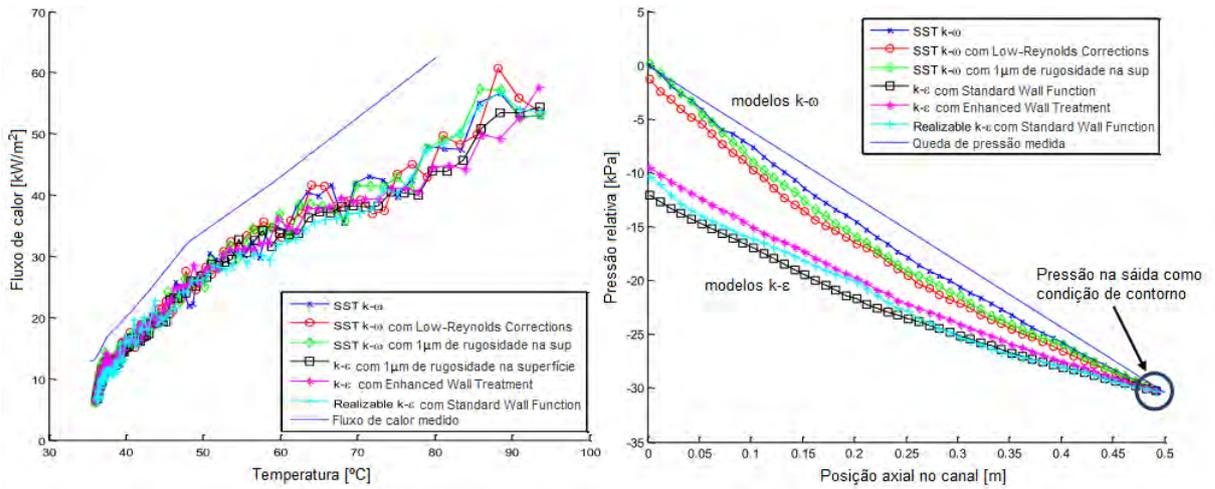 70
60
50
40
30
20
10
0
30
40
50
60
70
80
90
100
Fluxo de calor [kW/m²]
Temperatura [ºC]
SST k-ω
SST k-ω com Low-Reynolds Corrections
SST k-ω com 1μm de rugosidade na sup
k-ε com 1μm de rugosidade na superfície
k-ε com Enhanced Wall Treatment
Realizable k-ε com Standard Wall Function
Fluxo de calor medido
5
0
-5
-10
-15
-20
-25
-30
-35
0
0.05
0.1
0.15
0.2
0.25
0.3
0.35
0.4
0.45
0.5
Pressão relativa [kPa]
Posição axial no canal [m]
SST k-ω
SST k-ω com Low-Reynolds Corrections
SST k-ω com 1μm de rugosidade na sup
k-ε com Standard Wall Function
k-ε com Enhanced Wall Treatment
Realizable k-ε com Standard Wall Function
Queda de pressão medida
modelos k-ω
modelos k-ε
Pressão na sáida como
condição de contorno